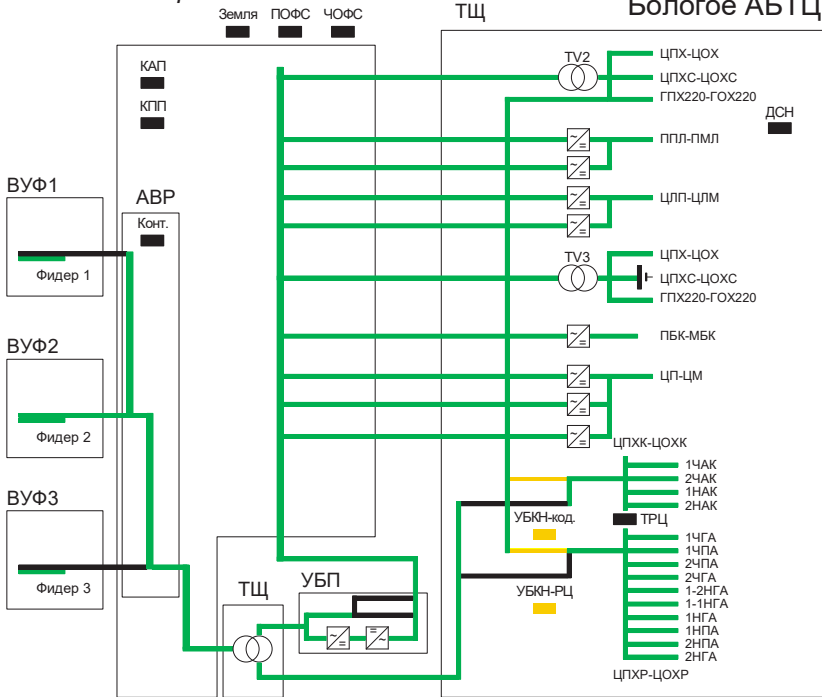 Бологое АБТЦ
Земля ПОФС ЧОФС
ТЩ
КАП
КПП
ВУФ1
Фидер 1
ВУФ2
Фидер 2
ВУФ3
Фидер 3
АВР
Конт.
ТЩ
УБП
TV2
ЦПХ-ЦОХ
ЦПХС-ЦОХС
ГПХ220-ГОХ220
ДСН
ППЛ-ПМЛ
ЦЛП-ЦЛМ
TV3
ЦПХ-ЦОХ
ЦПХС-ЦОХС
ГПХ220-ГОХ220
ПБК-МБК
ЦП-ЦМ
ЦПХК-ЦОХК
1ЧАК
2ЧАК
1НАК
2НАК
УБКН-код.
ТРЦ
1ЧГА
1ЧПА
2ЧПА
2ЧГА
1-2НГА
1-1НГА
1НГА
1НПА
2НПА
2НГА
УБКН-РЦ
ЦПХР-ЦОХР